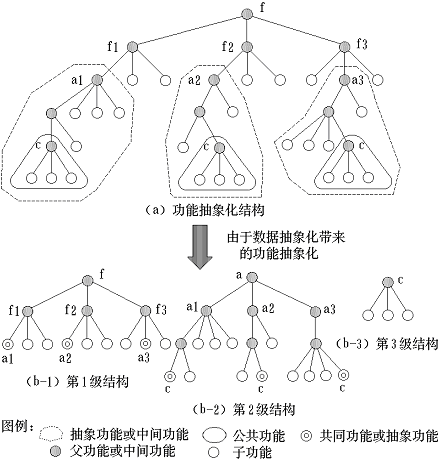 f
f1 f2 f3
a1 a2 a3
c c c
(a)功能抽象化结构
由于数据抽象化带来
的功能抽象化
f a c
f1 f2 f3 a1 a2 a3
a1 a2 a3
(b-3)第3级结构
(b-1)第1级结构
c c c
(b-2)第2级结构
图例:
抽象功能或中间功能 公共功能 共同功能或抽象功能
父功能或中间功能 子功能